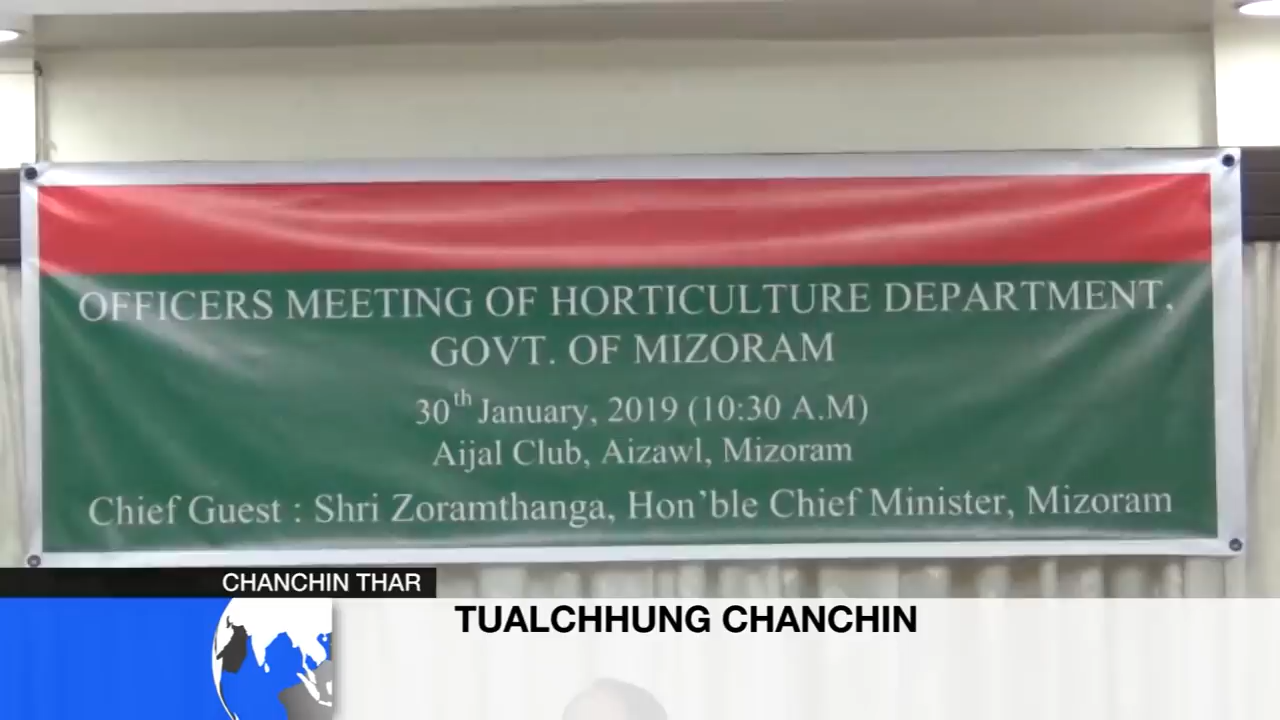 OFFICERS MEETING OF HORTICULTURE DEPARTMENT,
GOVT. OF MIZORAM
30th January, 2019 (10:30 A.M)
Aijal Club, Aizawl, Mizoram
Chief Guest : Shri Zoramthanga, Hon'ble Chief Minister, Mizoram
CHANCHIN THAR
TUALCHHUNG CHANCHIN